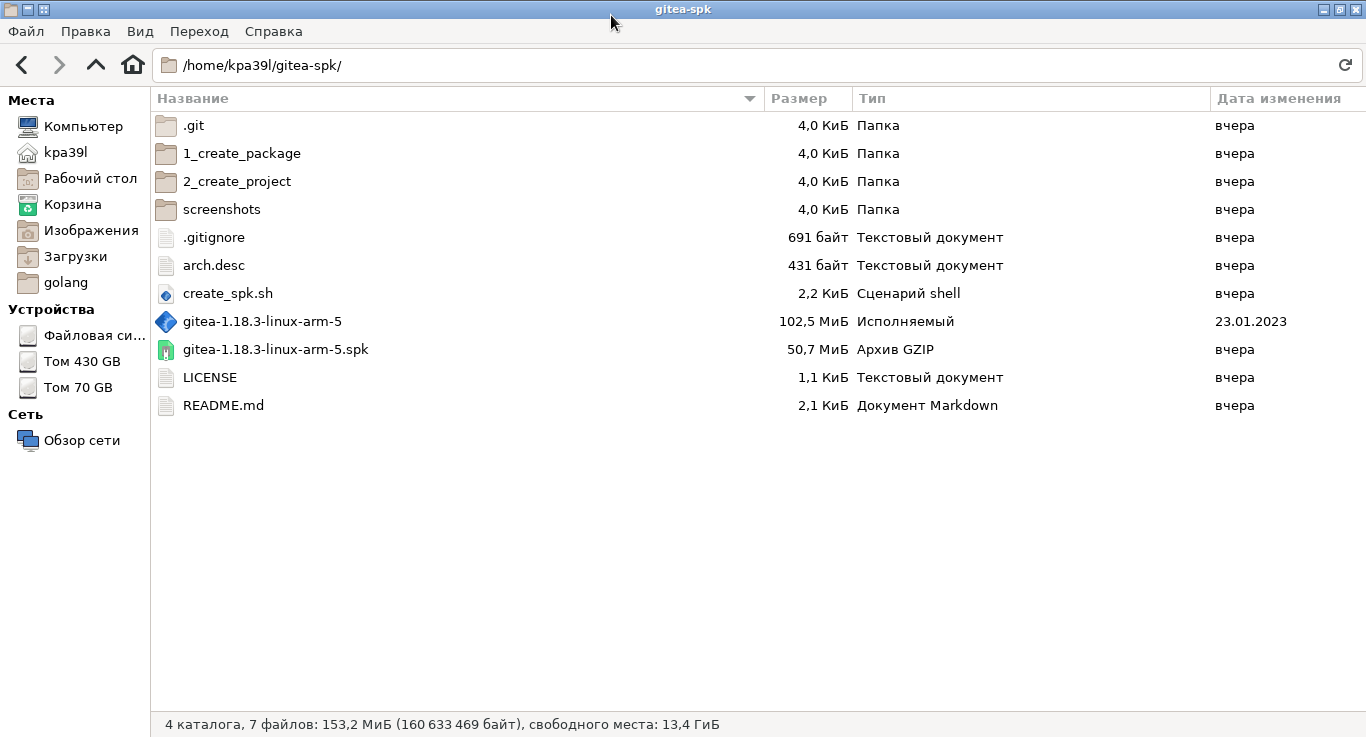 gitea-spk
Файл Правка Вид Переход Справка
/home/kpa39l/gitea-spk/
Места
Компьютер
kpa39l
Рабочий стол
Корзина
Изображения
Загрузки
golang
Устройства
Файловая си...
Том 430 GB
Том 70 GB
Сеть
Обзор сети
Название Размер Тип Дата изменения
.git 4,0 КиБ Папка вчера
1_create_package 4,0 КиБ Папка вчера
2_create_project 4,0 КиБ Папка вчера
screenshots 4,0 КиБ Папка вчера
.gitignore 691 байт Текстовый документ вчера
arch.desc 431 байт Текстовый документ вчера
create_spk.sh 2,2 КиБ Сценарий shell вчера
gitea-1.18.3-linux-arm-5 102,5 МиБ Исполняемый 23.01.2023
gitea-1.18.3-linux-arm-5.spk 50,7 МиБ Архив GZIP вчера
LICENSE 1,1 КиБ Текстовый документ вчера
README.md 2,1 КиБ Документ Markdown вчера
4 каталога, 7 файлов: 153,2 МиБ (160 633 469 байт), свободного места: 13,4 ГиБ